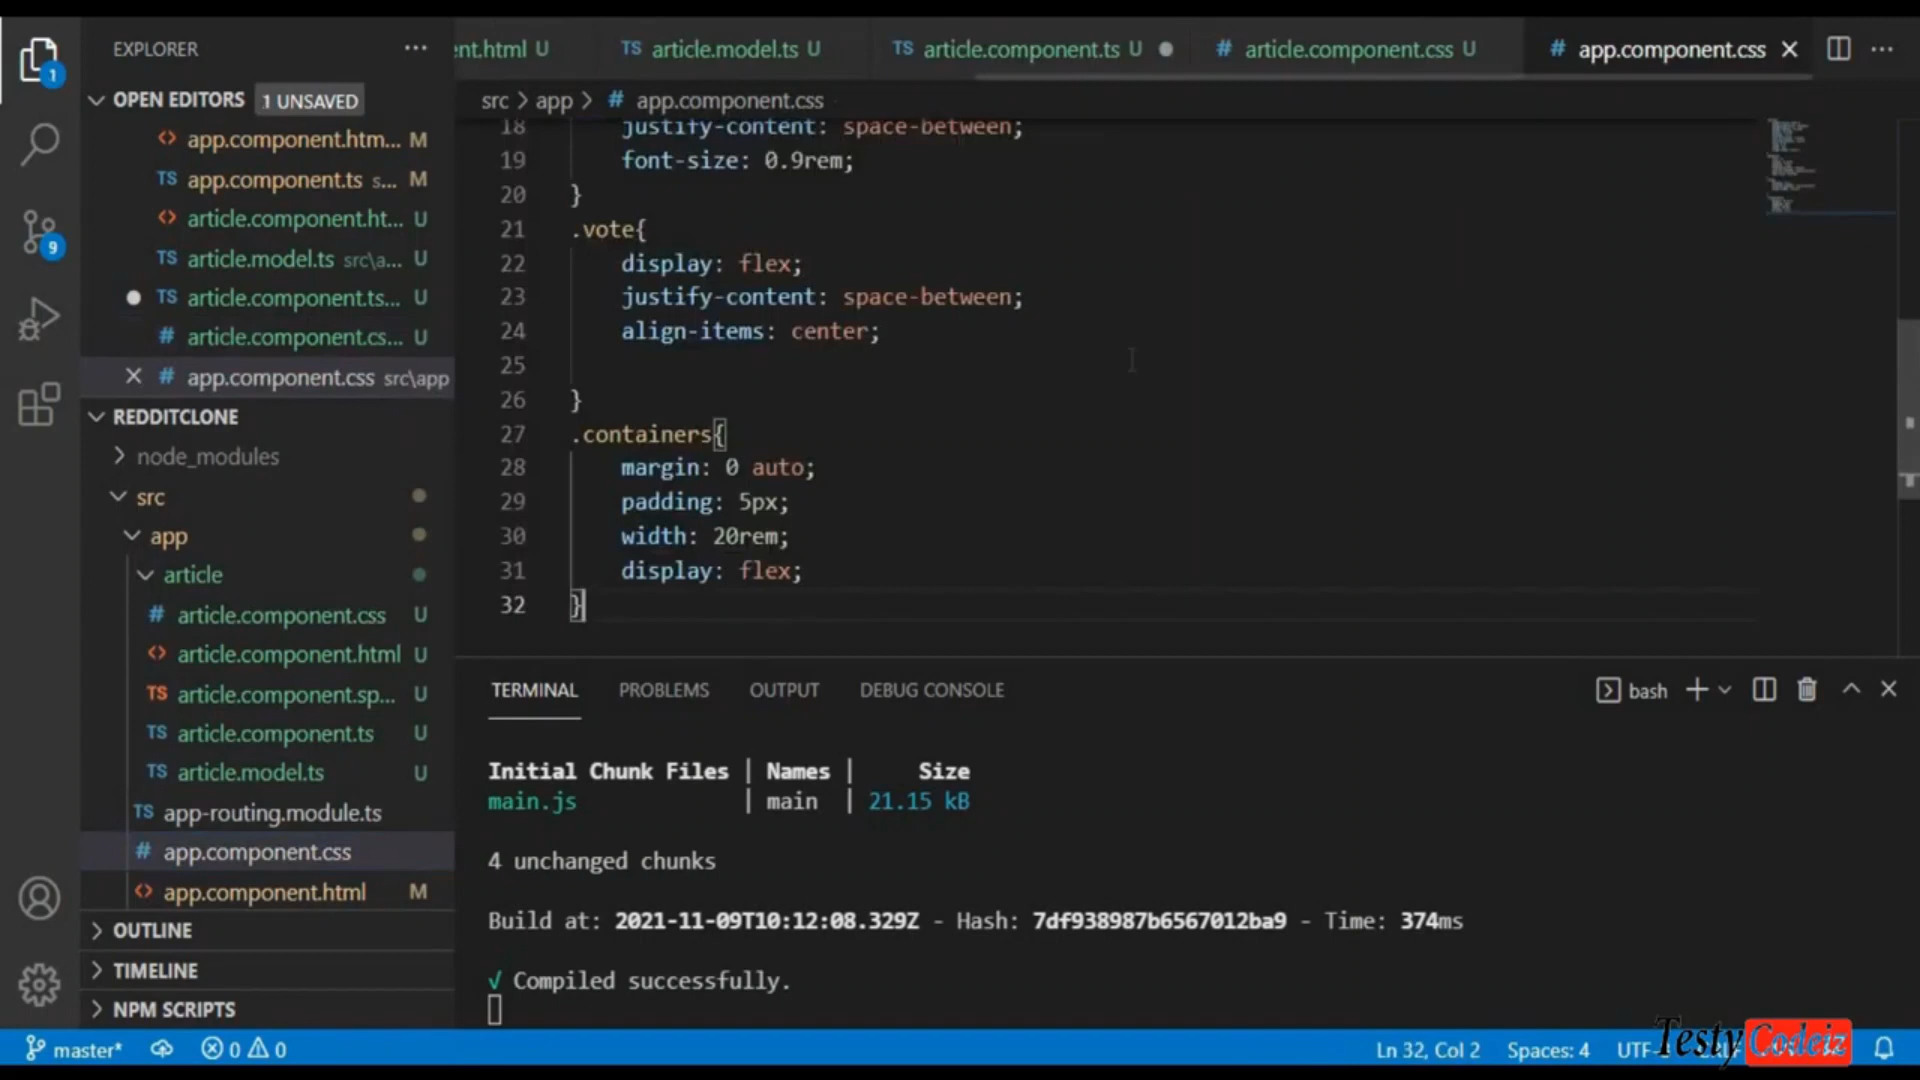 EXPLORER
OPEN EDITORS 1 UNSAVED
app.component.htm... M
TS app.component.ts s... M
article.component.ht... U
TS article.model.ts src\a... U
TS article.component.ts... U
# article.component.cs... U
# app.component.css src\app
REDDITCLONE
node_modules
src
app
article
# article.component.css U
article.component.html U
TS article.component.sp... U
TS article.component.ts U
TS article.model.ts U
TS app-routing.module.ts
# app.component.css
app.component.html M
OUTLINE
TIMELINE
NPM SCRIPTS
1
9
ent.html U TS article.model.ts U TS article.component.ts U # article.component.css U # app.component.css
src > app > # app.component.css
18 justify-content: space-between;
19 font-size: 0.9rem;
20 }
21 .vote{
22 display: flex;
23 justify-content: space-between;
24 align-items: center;
25
26 }
27 .containers{
28 margin: 0 auto;
29 padding: 5px;
30 width: 20rem;
31 display: flex;
32 }
TERMINAL PROBLEMS OUTPUT DEBUG CONSOLE bash
Initial Chunk Files | Names | Size
main.js | main | 21.15 kB
4 unchanged chunks
Build at: 2021-11-09T10:12:08.329Z - Hash: 7df938987b6567012ba9 - Time: 374ms
√ Compiled successfully.
master* 0 0 Ln 32, Col 2 Spaces: 4
Testy Codeiz